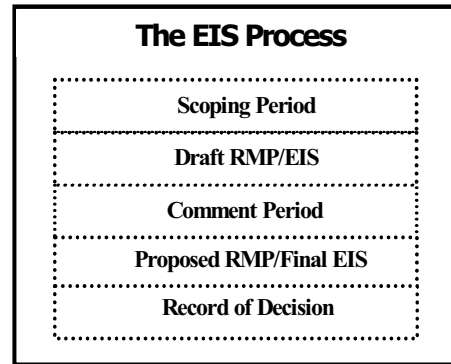 The EIS Process
Scoping Period
Draft RMP/EIS
Comment Period
Proposed RMP/Final EIS
Record of Decision